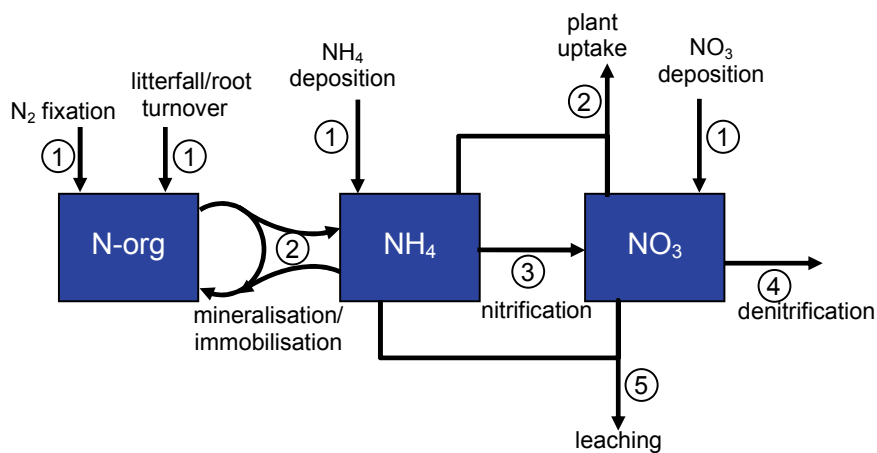 plant
uptake
NH₄
deposition
NO₃
deposition
litterfall/root
turnover
N₂ fixation
②
①
①
①
①
N-org
②
NH₄
③
NO₃
④
mineralisation/
immobilisation
nitrification
denitrification
⑤
leaching